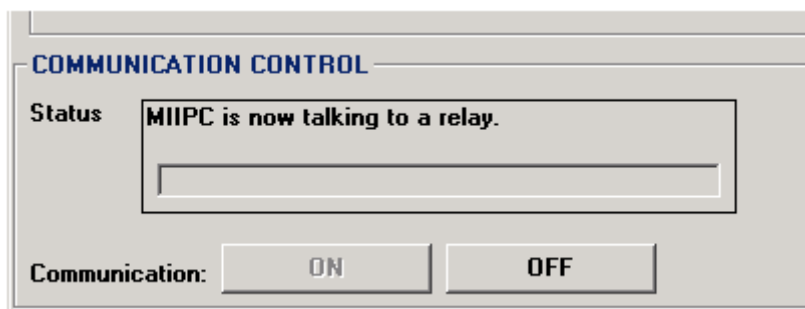 COMMUNICATION CONTROL
Status
MIIPC is now talking to a relay.
Communication:
ON
OFF